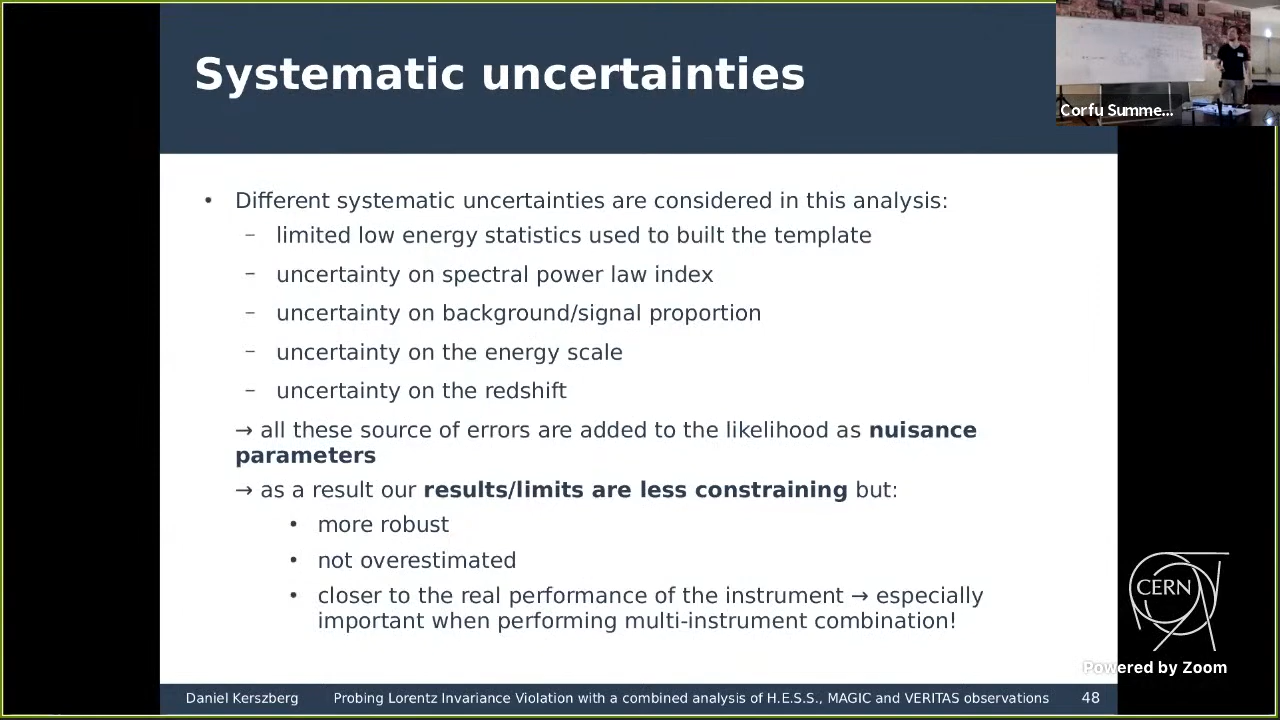 Systematic uncertainties
Corfu Summe...
• Different systematic uncertainties are considered in this analysis:
– limited low energy statistics used to built the template
– uncertainty on spectral power law index
– uncertainty on background/signal proportion
– uncertainty on the energy scale
– uncertainty on the redshift
→ all these source of errors are added to the likelihood as nuisance
parameters
→ as a result our results/limits are less constraining but:
• more robust
• not overestimated
• closer to the real performance of the instrument → especially
important when performing multi-instrument combination!
CERN
Powered by Zoom
Daniel Kerszberg Probing Lorentz Invariance Violation with a combined analysis of H.E.S.S., MAGIC and VERITAS observations 48